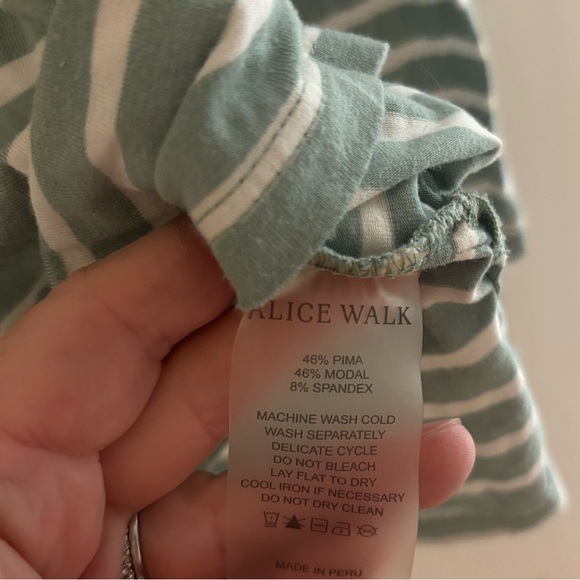 ALICE WALK
46% PIMA
46% MODAL
8% SPANDEX
MACHINE WASH COLD
WASH SEPARATELY
DELICATE CYCLE
DO NOT BLEACH
LAY FLAT TO DRY
COOL IRON IF NECESSARY
DO NOT DRY CLEAN
MADE IN PERU